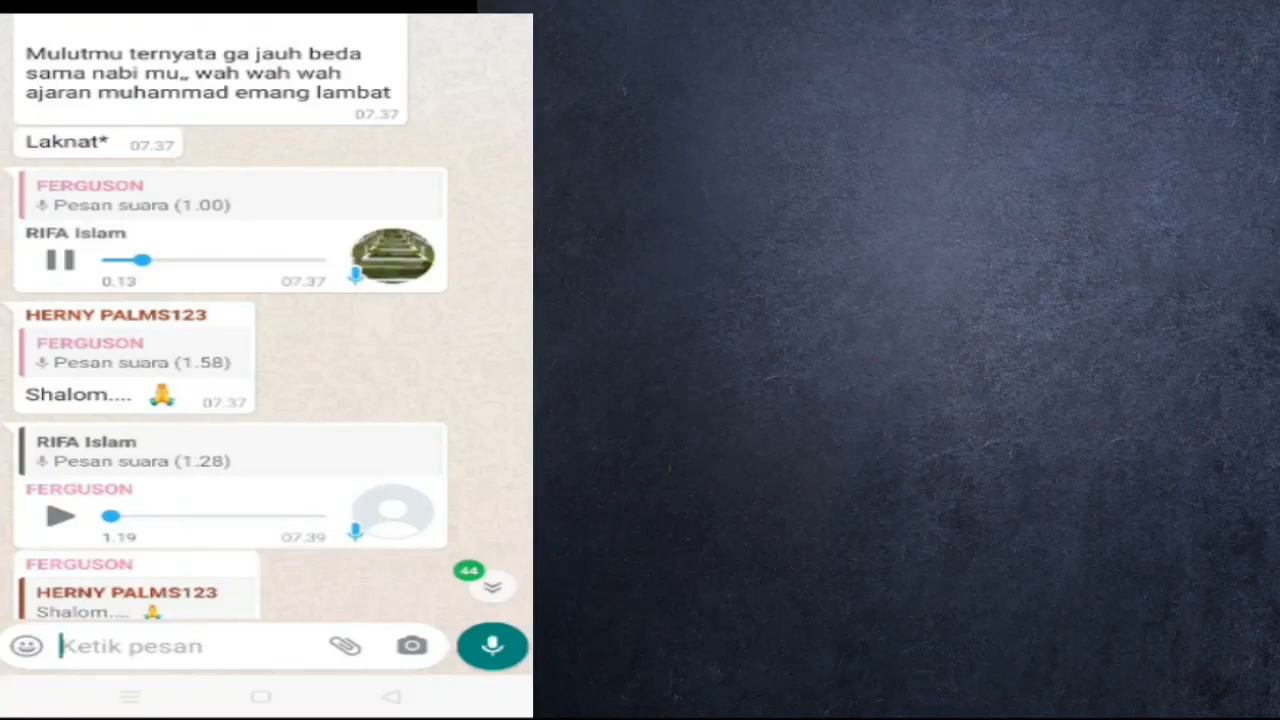 Mulutmu ternyata ga jauh beda
sama nabi mu,, wah wah wah
ajaran muhammad emang lambat
07.37
Laknat* 07.37
FERGUSON
Pesan suara (1.00)
RIFA Islam
0.13 07.37
HERNY PALMS123
FERGUSON
Pesan suara (1.58)
Shalom.... 🙏 07.37
RIFA Islam
Pesan suara (1.28)
FERGUSON
1.19 07.39
FERGUSON
HERNY PALMS123
Shalom.... 🙏
44
Ketik pesan